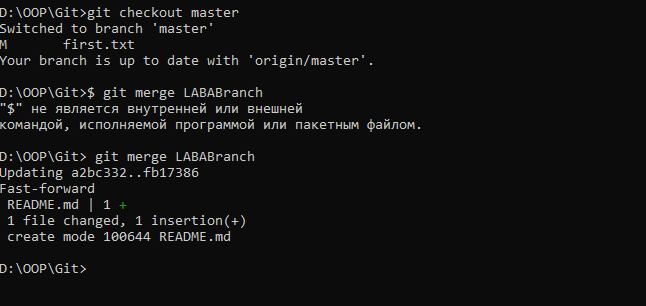 D:\OOP\Git>git checkout master
Switched to branch 'master'
M       first.txt
Your branch is up to date with 'origin/master'.
D:\OOP\Git>$ git merge LABABranch
"$" не является внутренней или внешней
командой, исполняемой программой или пакетным файлом.
D:\OOP\Git> git merge LABABranch
Updating a2bc332..fb17386
Fast-forward
 README.md | 1 +
 1 file changed, 1 insertion(+)
 create mode 100644 README.md
D:\OOP\Git>